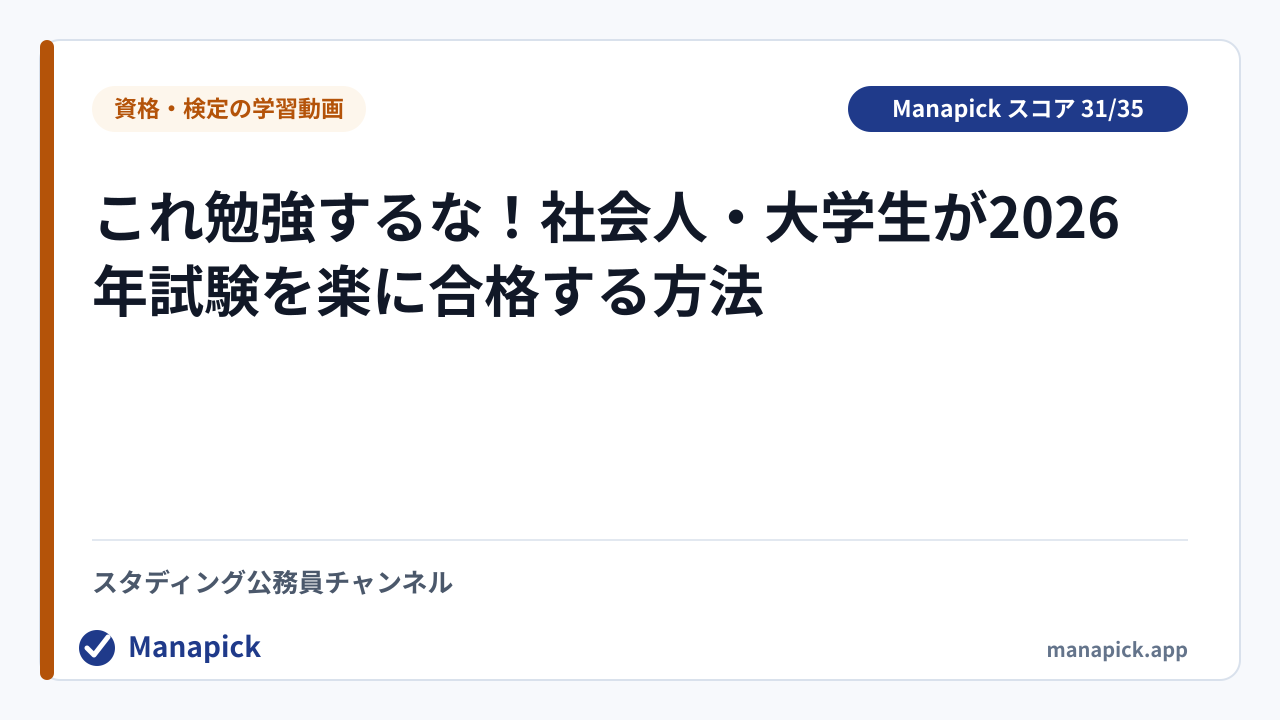 資格・検定の学習動画
Manapick スコア 31/35
これ勉強するな！社会人・大学生が2026
年試験を楽に合格する方法
スタディング公務員チャンネル
Manapick
manapick.app